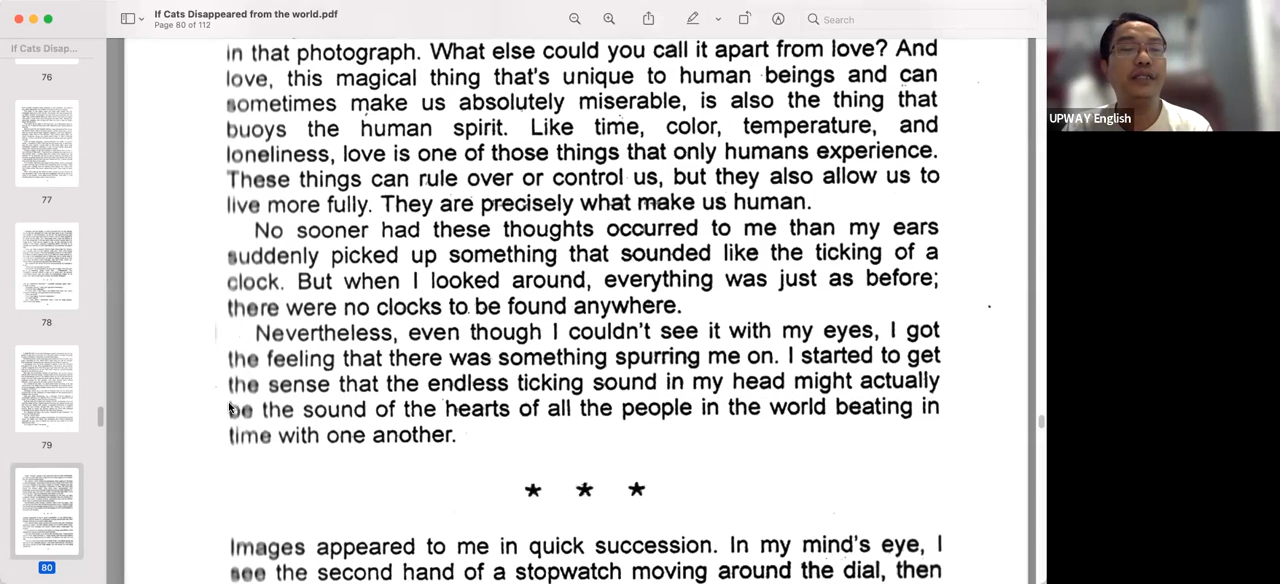 If Cats Disappeared from the world.pdf
Page 80 of 112
Search
If Cats Disap...
76
77
78
79
80
in that photograph. What else could you call it apart from love? And
love, this magical thing that's unique to human beings and can
sometimes make us absolutely miserable, is also the thing that
buoys the human spirit. Like time, color, temperature, and
loneliness, love is one of those things that only humans experience.
These things can rule over or control us, but they also allow us to
live more fully. They are precisely what make us human.
No sooner had these thoughts occurred to me than my ears
suddenly picked up something that sounded like the ticking of a
clock. But when I looked around, everything was just as before;
there were no clocks to be found anywhere.
Nevertheless, even though I couldn't see it with my eyes, I got
the feeling that there was something spurring me on. I started to get
the sense that the endless ticking sound in my head might actually
be the sound of the hearts of all the people in the world beating in
time with one another.
* * *
Images appeared to me in quick succession. In my mind's eye, I
see the second hand of a stopwatch moving around the dial, then
UPWAY English